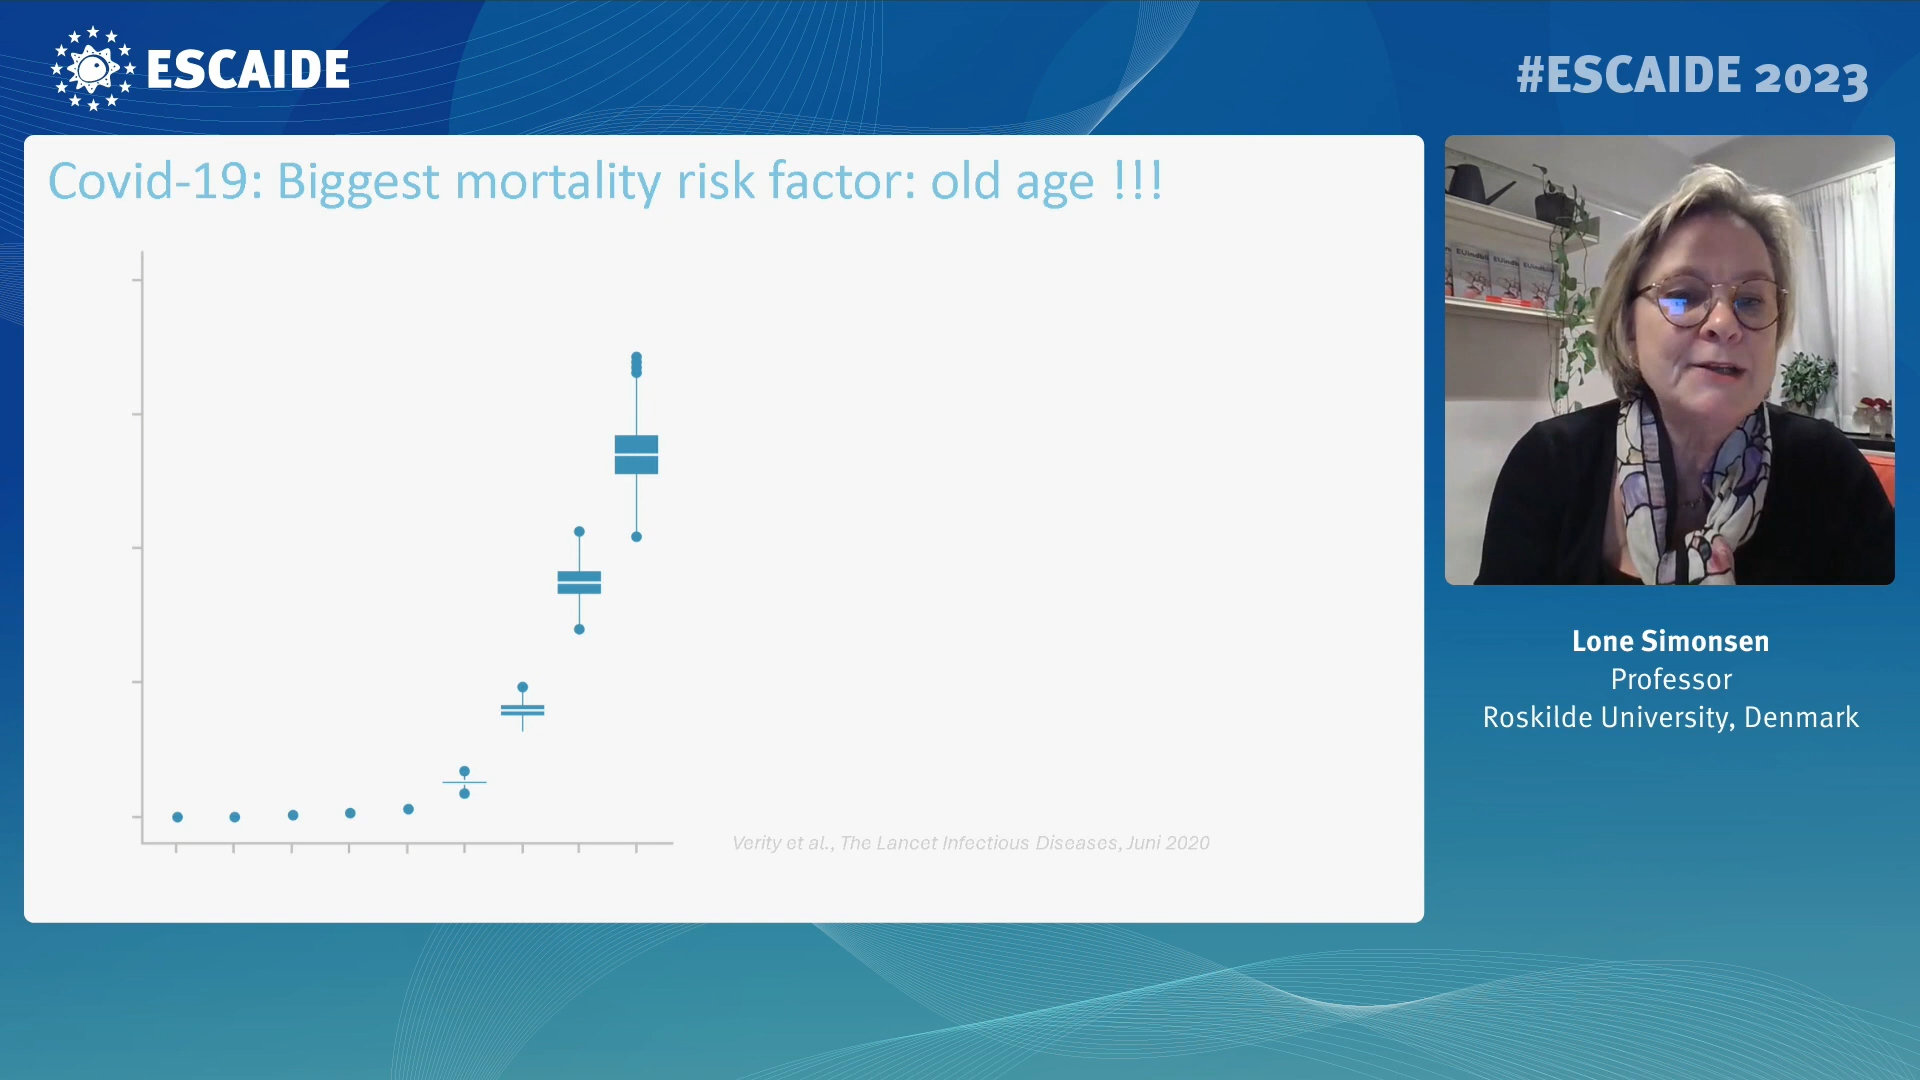 ESCAIDE
#ESCAIDE 2023
Covid-19: Biggest mortality risk factor: old age !!!
Verity et al., The Lancet Infectious Diseases, Juni 2020
Lone Simonsen
Professor
Roskilde University, Denmark